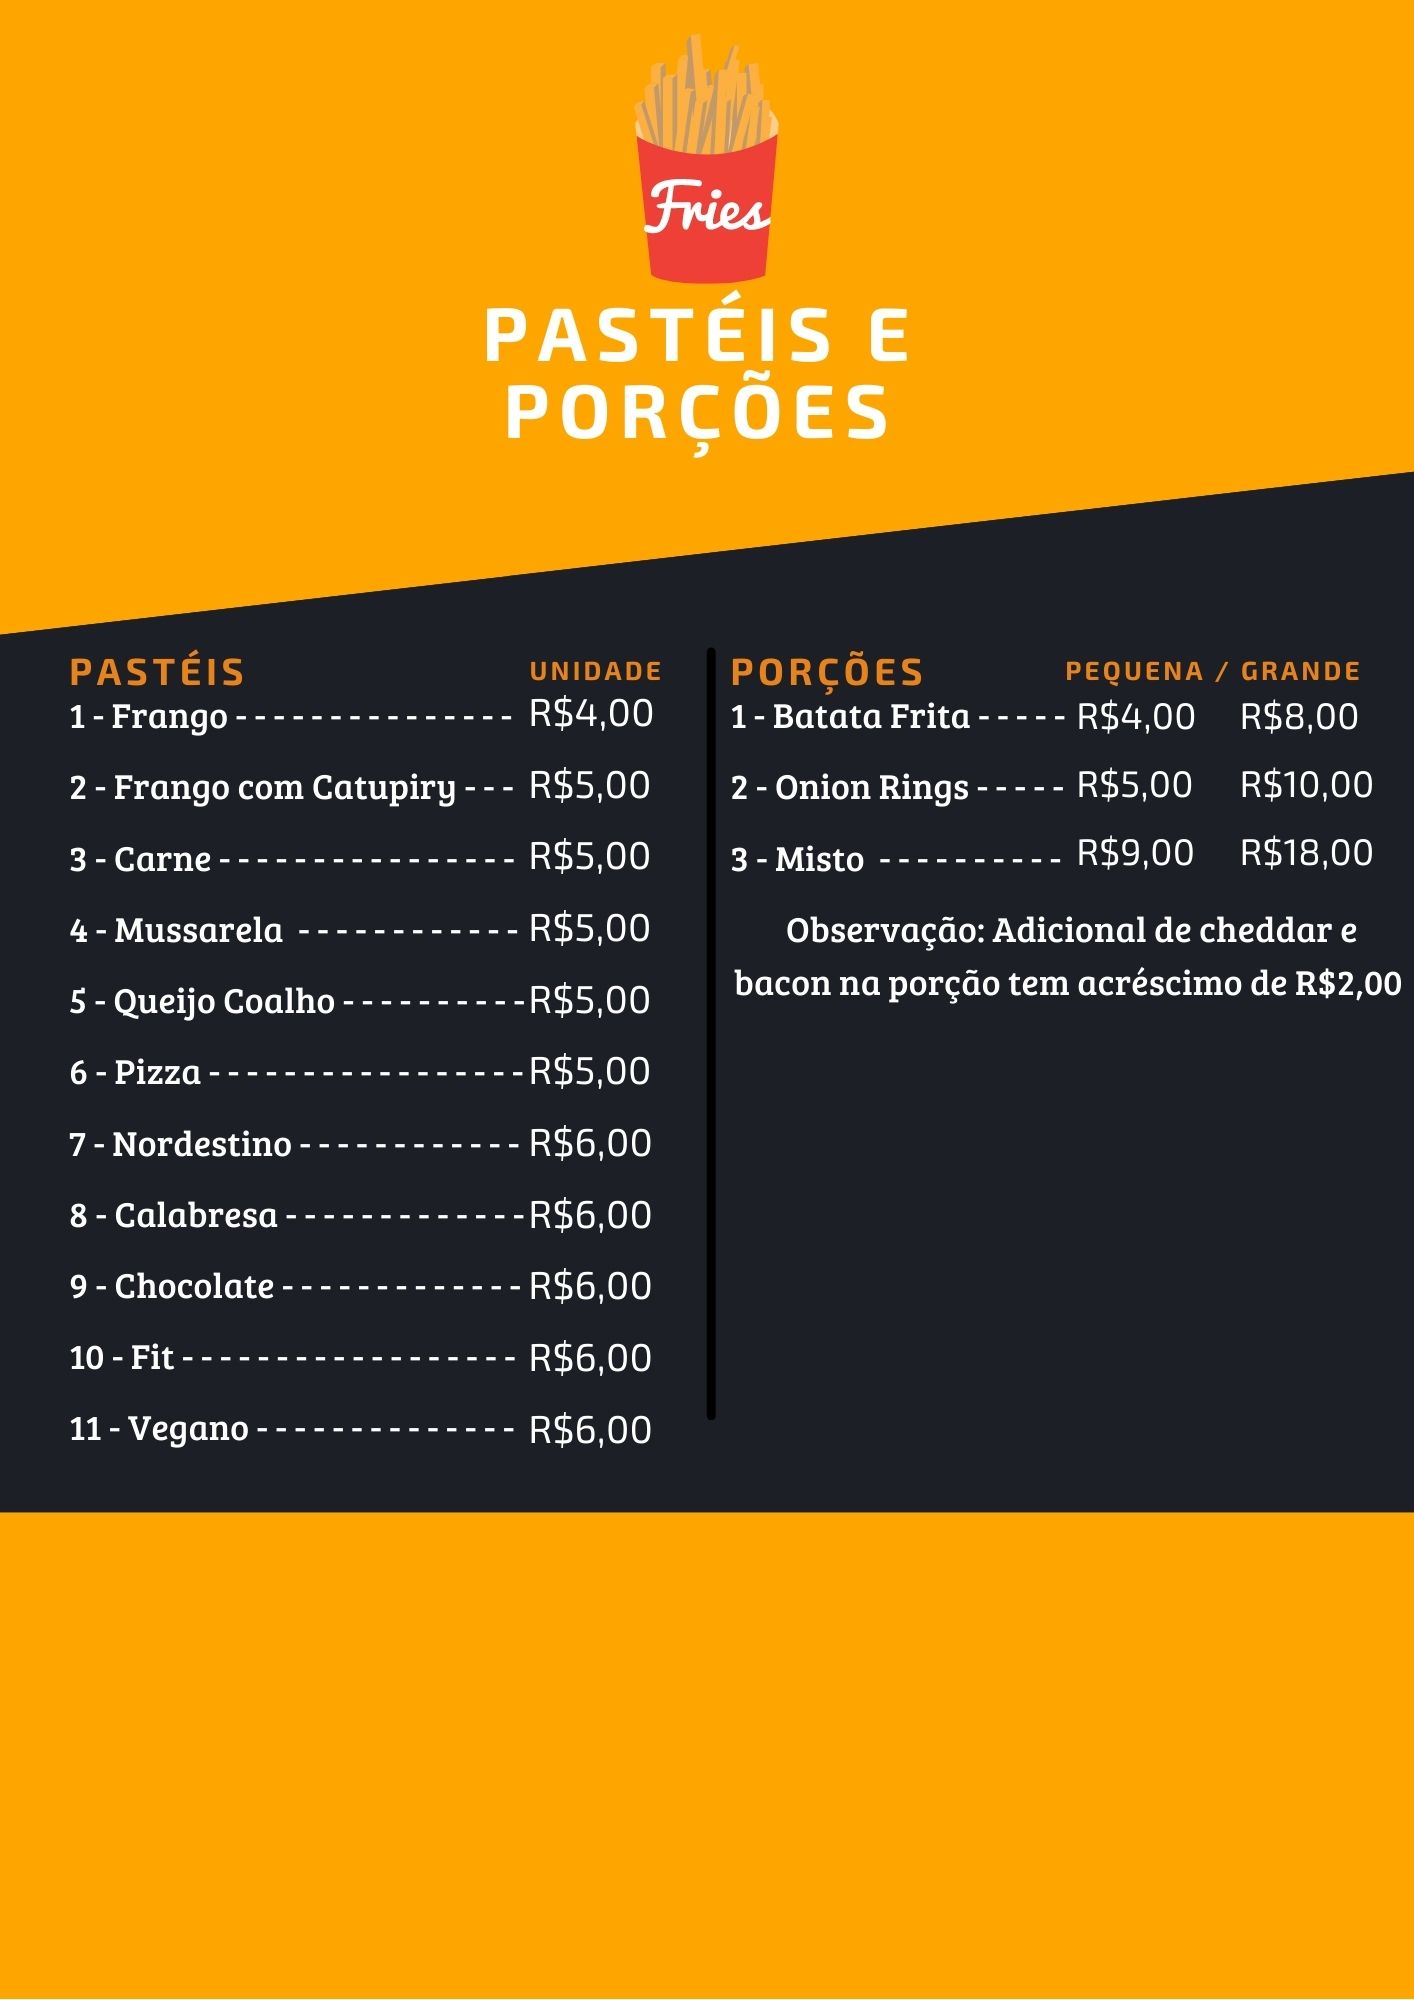 Fries
PASTÉIS E
PORÇÕES
PASTÉIS UNIDADE
1 - Frango - - - - - - - - - - - - - - - R$4,00
2 - Frango com Catupiry - - - R$5,00
3 - Carne - - - - - - - - - - - - - - - - R$5,00
4 - Mussarela - - - - - - - - - - - - R$5,00
5 - Queijo Coalho - - - - - - - - - - R$5,00
6 - Pizza - - - - - - - - - - - - - - - - - R$5,00
7 - Nordestino - - - - - - - - - - - - R$6,00
8 - Calabresa - - - - - - - - - - - - - R$6,00
9 - Chocolate - - - - - - - - - - - - - R$6,00
10 - Fit - - - - - - - - - - - - - - - - - - R$6,00
11 - Vegano - - - - - - - - - - - - - - R$6,00
PORÇÕES PEQUENA / GRANDE
1 - Batata Frita - - - - - R$4,00 R$8,00
2 - Onion Rings - - - - - R$5,00 R$10,00
3 - Misto - - - - - - - - - - R$9,00 R$18,00
Observação: Adicional de cheddar e
bacon na porção tem acréscimo de R$2,00